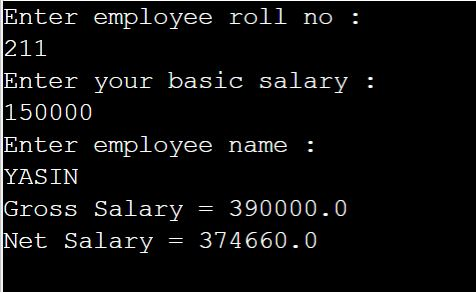 Enter employee roll no :
211
Enter your basic salary :
150000
Enter employee name :
YASIN
Gross Salary = 390000.0
Net Salary = 374660.0